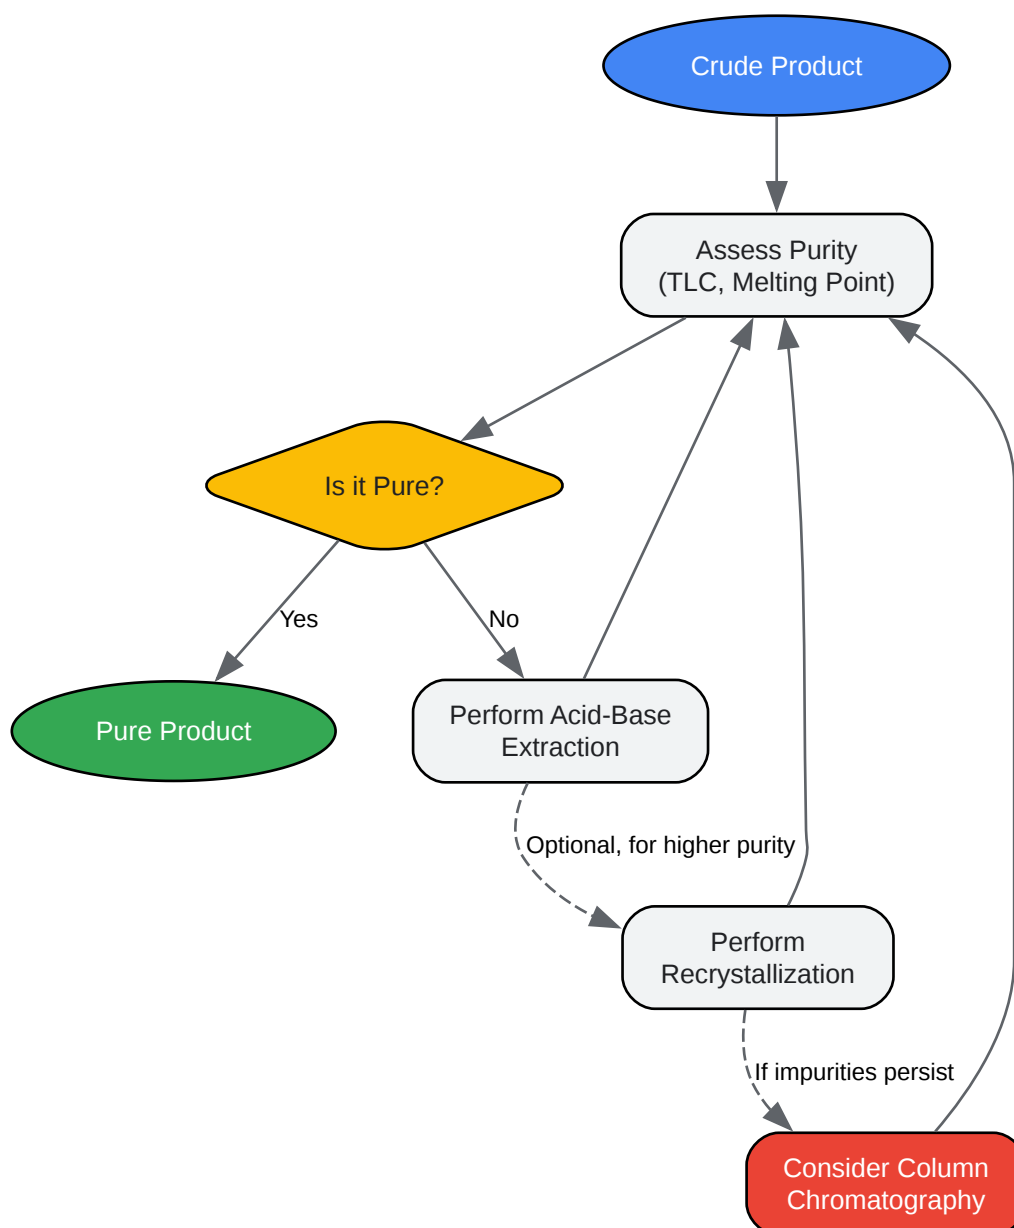 Crude Product
Assess Purity
(TLC, Melting Point)
Is it Pure?
Yes
No
Pure Product
Perform Acid-Base
Extraction
Optional, for higher purity
Perform
Recrystallization
If impurities persist
Consider Column
Chromatography